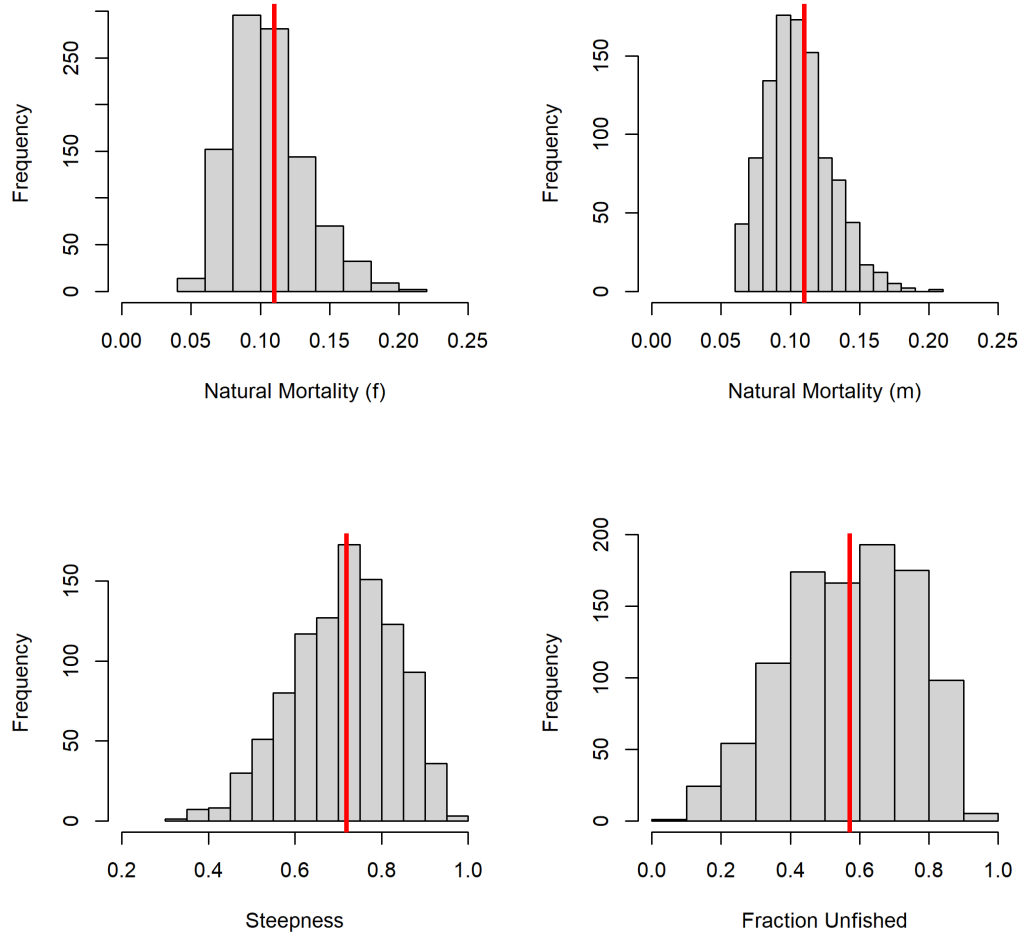 Frequency
0 50 150 250
0.00 0.05 0.10 0.15 0.20 0.25
Natural Mortality (f)
Frequency
0 50 100 150
0.00 0.05 0.10 0.15 0.20 0.25
Natural Mortality (m)
Frequency
0 50 100 150
0.2 0.4 0.6 0.8 1.0
Steepness
Frequency
0 50 100 150 200
0.0 0.2 0.4 0.6 0.8 1.0
Fraction Unfished